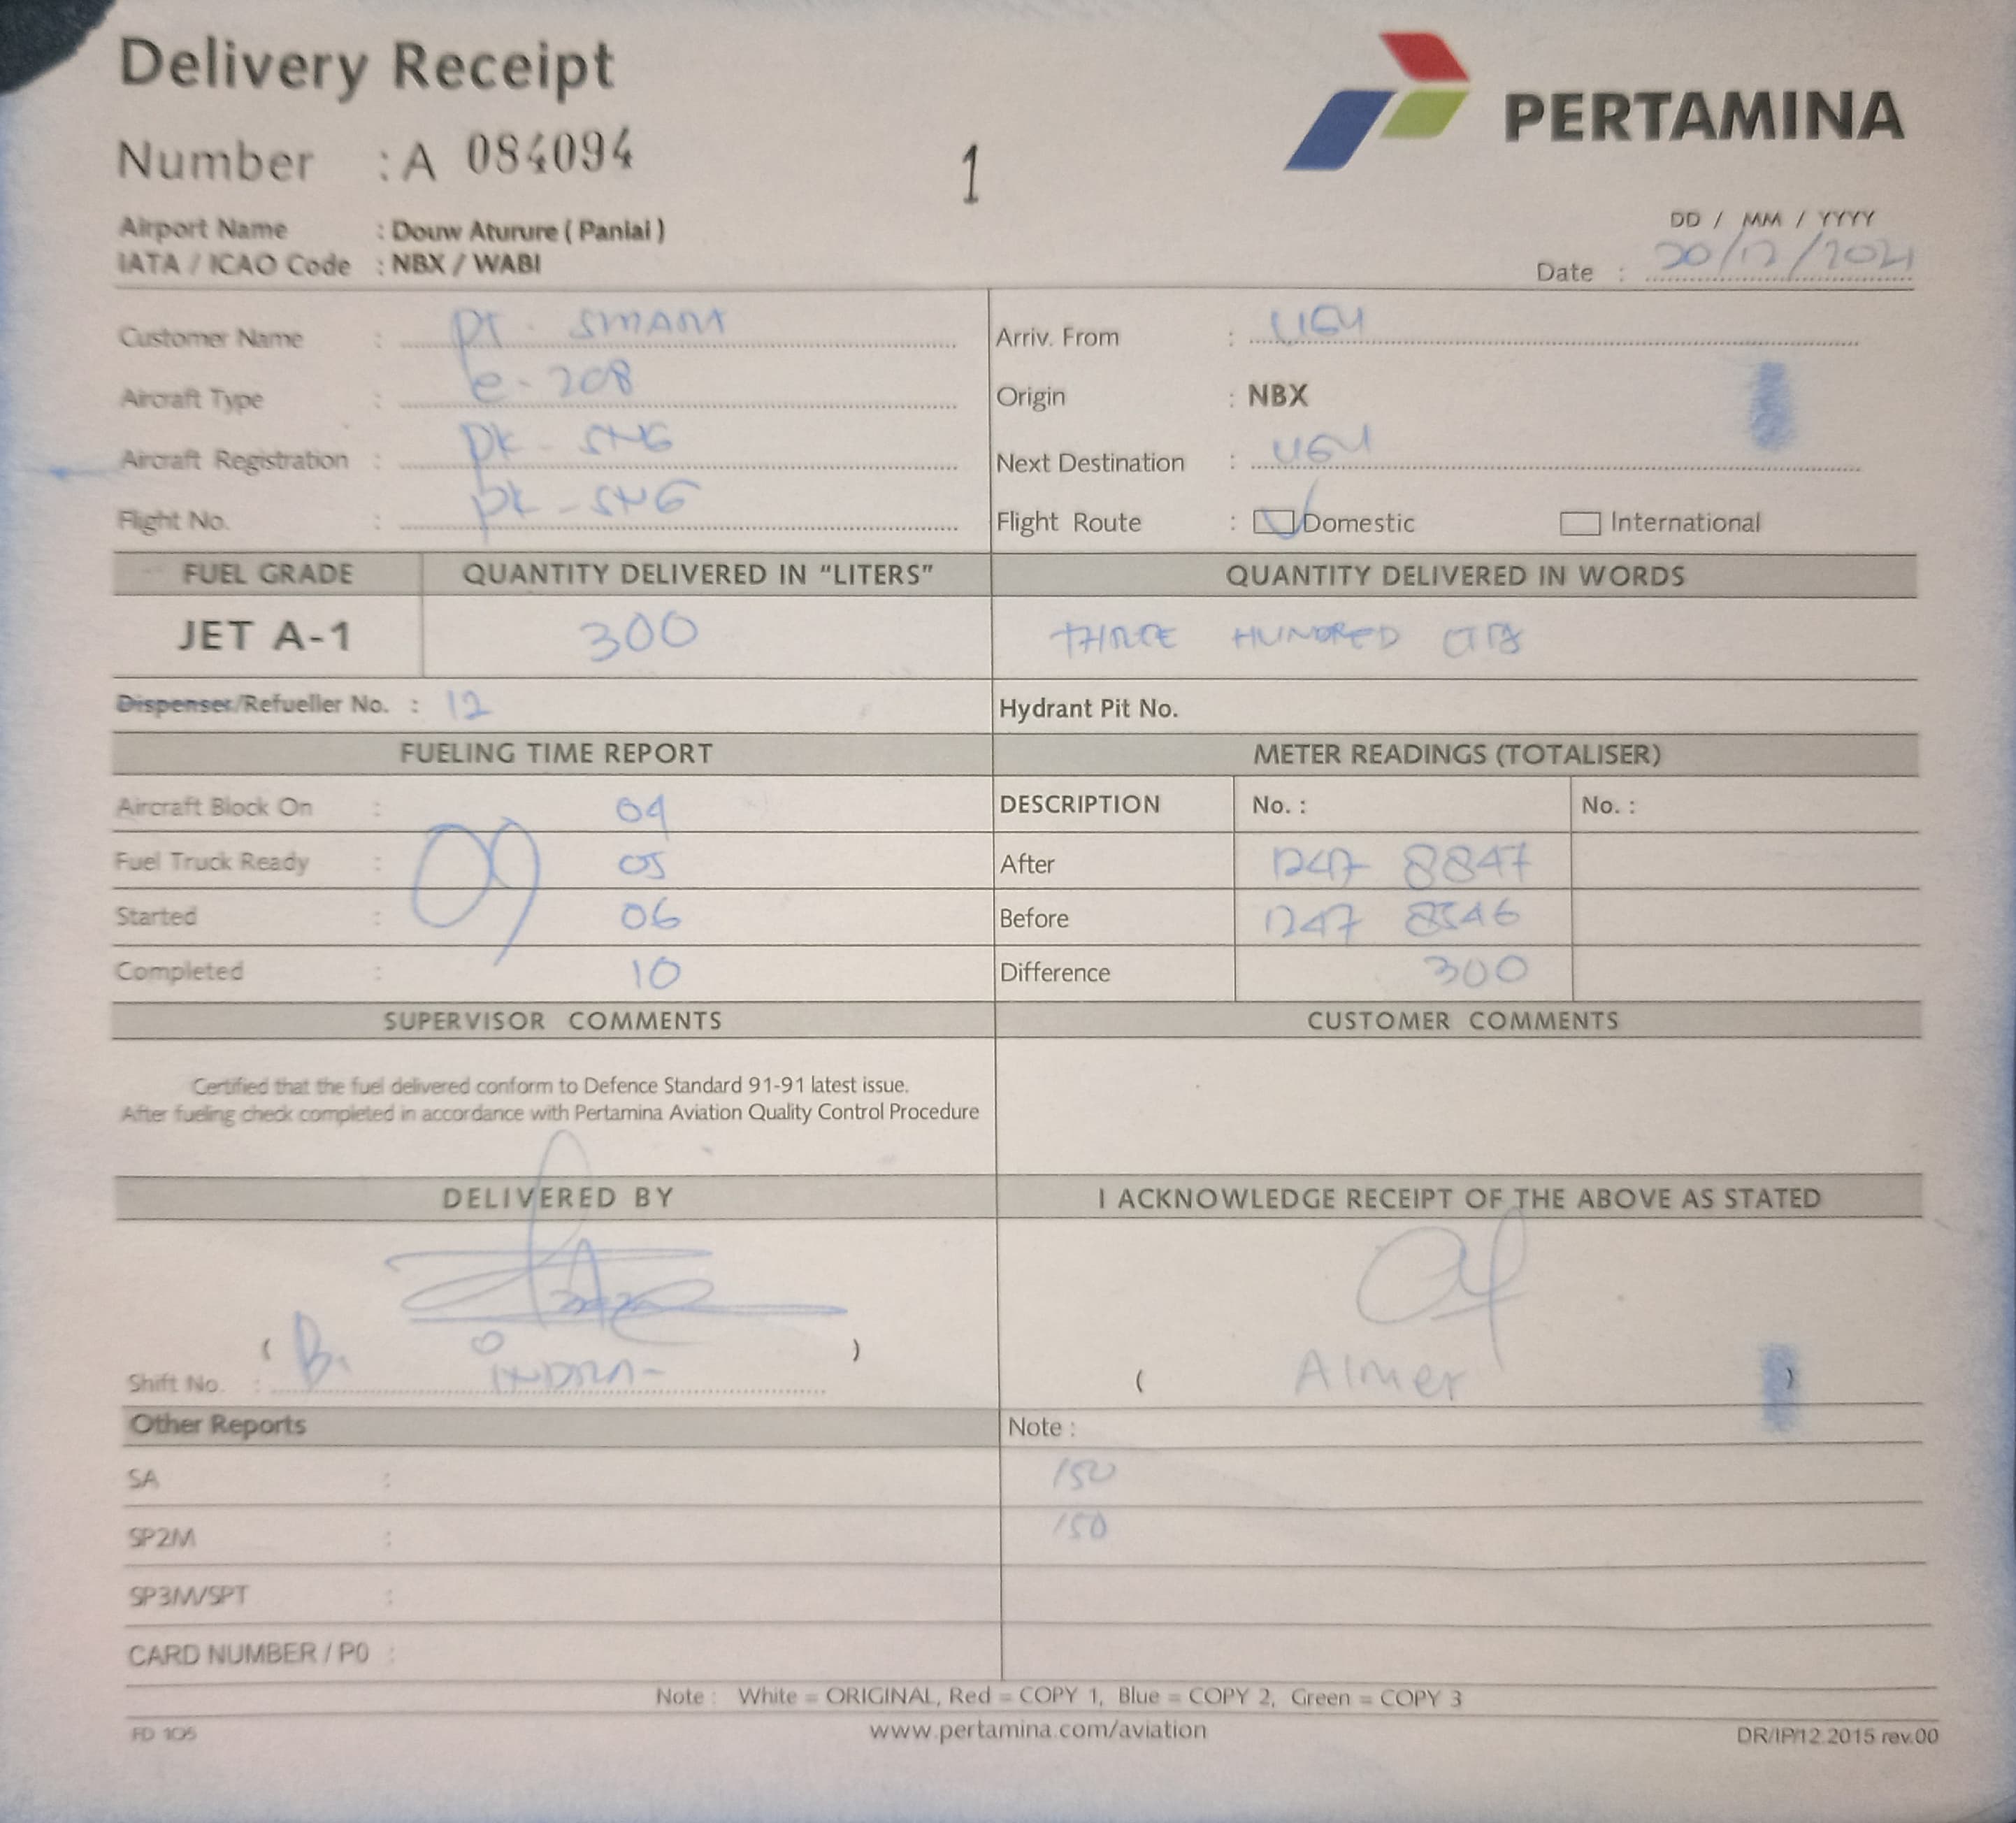 Delivery Receipt
PERTAMINA
Number : A 084094
1
Airport Name : Douw Aturure ( Paniai )
IATA / ICAO Code : NBX / WABI
DD / MM / YYYY
Date : 20/12/2021
Customer Name : PT. SMART
Arriv. From : UGU
Aircraft Type : C-208
Origin : NBX
Aircraft Registration : PK-SNG
Next Destination : UGU
Flight No. : PK-SNG
Flight Route : Domestic International
FUEL GRADE QUANTITY DELIVERED IN "LITERS" QUANTITY DELIVERED IN WORDS
JET A-1 300 THREE HUNDRED
Dispenser/Refueller No. : 12 Hydrant Pit No.
FUELING TIME REPORT METER READINGS (TOTALISER)
Aircraft Block On : 04 DESCRIPTION No. : No. :
09
Fuel Truck Ready : 05 After 1247 8847
Started : 06 Before 1247 8546
Completed : 10 Difference 300
SUPERVISOR COMMENTS CUSTOMER COMMENTS
Certified that the fuel delivered conform to Defence Standard 91-91 latest issue.
After fueling check completed in accordance with Pertamina Aviation Quality Control Procedure
DELIVERED BY I ACKNOWLEDGE RECEIPT OF THE ABOVE AS STATED
( B. )
Shift No. : INDRA
( Almer )
Other Reports Note :
SA : 150
SP2M : 150
SP3M/SPT :
CARD NUMBER / PO :
Note : White = ORIGINAL, Red = COPY 1, Blue = COPY 2, Green = COPY 3
FD 105 www.pertamina.com/aviation DR/IP/12.2015 rev.00